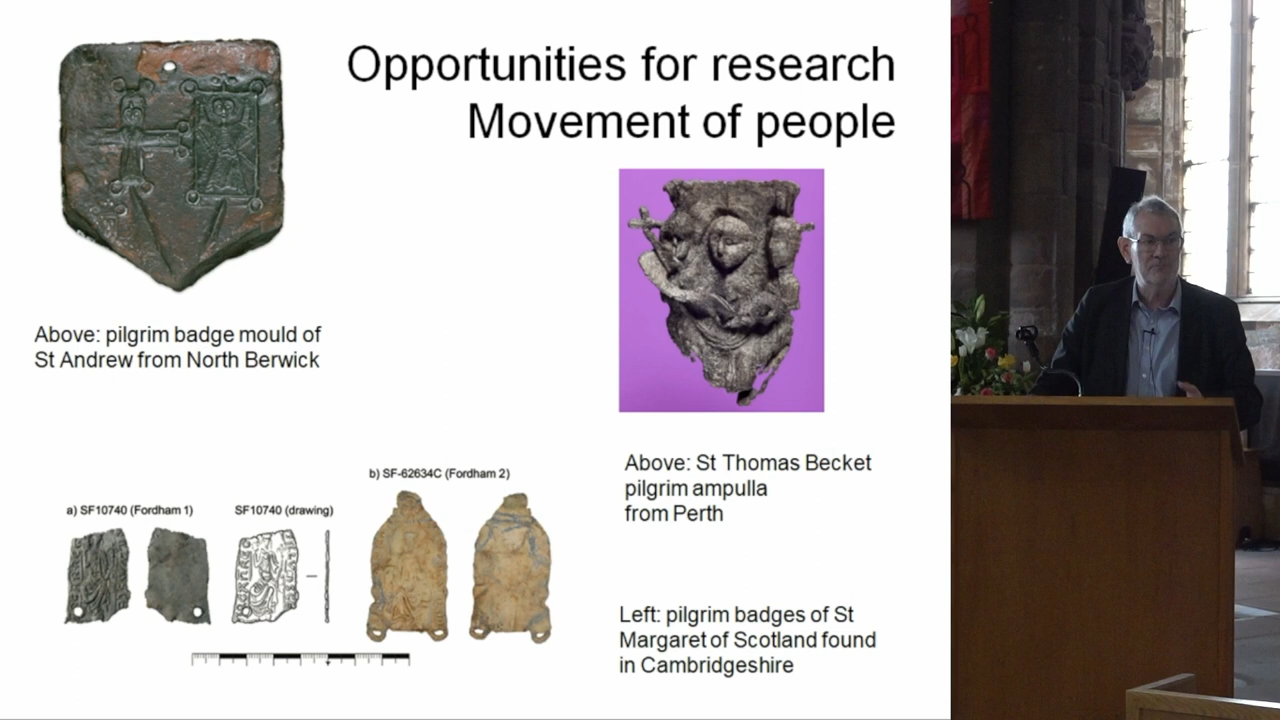 Opportunities for research
Movement of people
Above: pilgrim badge mould of
St Andrew from North Berwick
Above: St Thomas Becket
pilgrim ampulla
from Perth
b) SF-62634C (Fordham 2)
a) SF10740 (Fordham 1)
SF10740 (drawing)
Left: pilgrim badges of St
Margaret of Scotland found
in Cambridgeshire